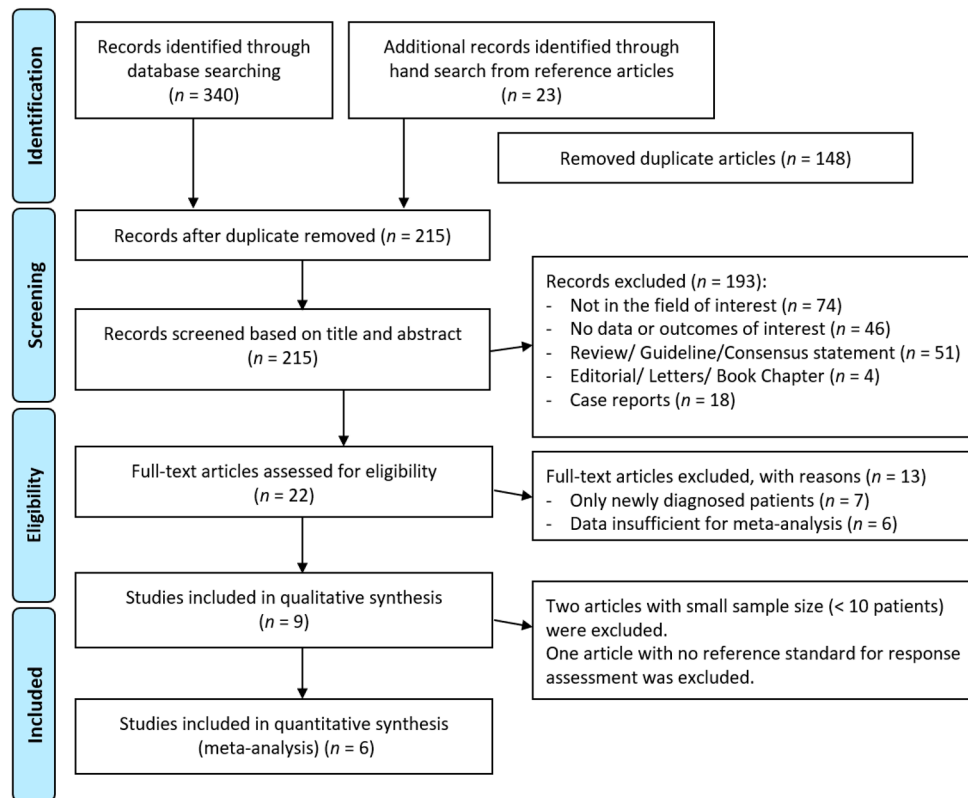 Identification
Records identified through
database searching
(n = 340)
Additional records identified through
hand search from reference articles
(n = 23)
Removed duplicate articles (n = 148)
Screening
Records after duplicate removed (n = 215)
Records screened based on title and abstract
(n = 215)
Records excluded (n = 193):
- Not in the field of interest (n = 74)
- No data or outcomes of interest (n = 46)
- Review/ Guideline/Consensus statement (n = 51)
- Editorial/ Letters/ Book Chapter (n = 4)
- Case reports (n = 18)
Eligibility
Full-text articles assessed for eligibility
(n = 22)
Full-text articles excluded, with reasons (n = 13)
- Only newly diagnosed patients (n = 7)
- Data insufficient for meta-analysis (n = 6)
Studies included in qualitative synthesis
(n = 9)
Two articles with small sample size (< 10 patients)
were excluded.
One article with no reference standard for response
assessment was excluded.
Included
Studies included in quantitative synthesis
(meta-analysis) (n = 6)